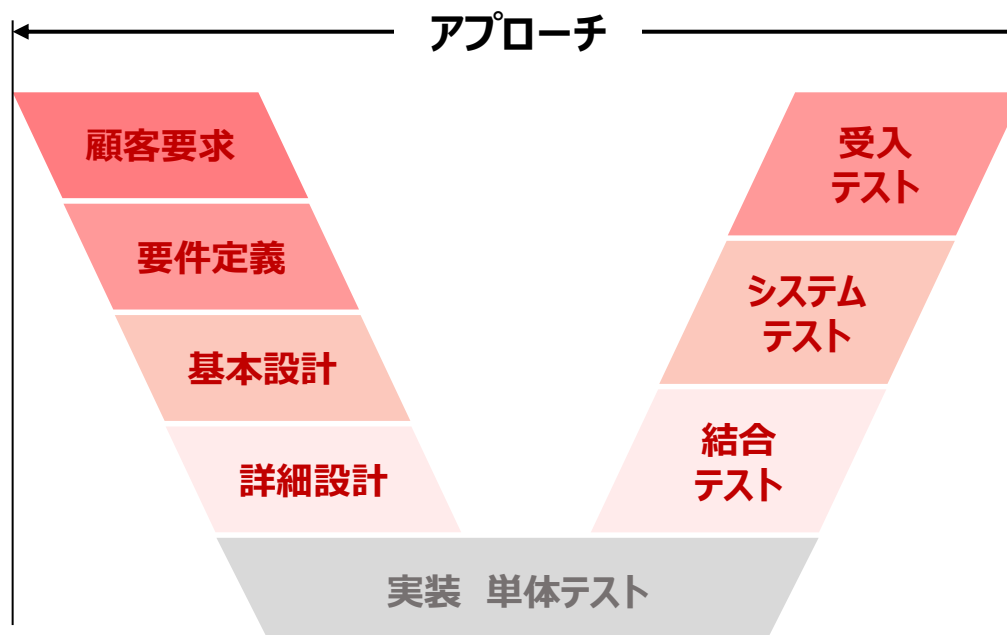 アプローチ
顧客要求
要件定義
基本設計
詳細設計
受入
テスト
システム
テスト
結合
テスト
実装 単体テスト